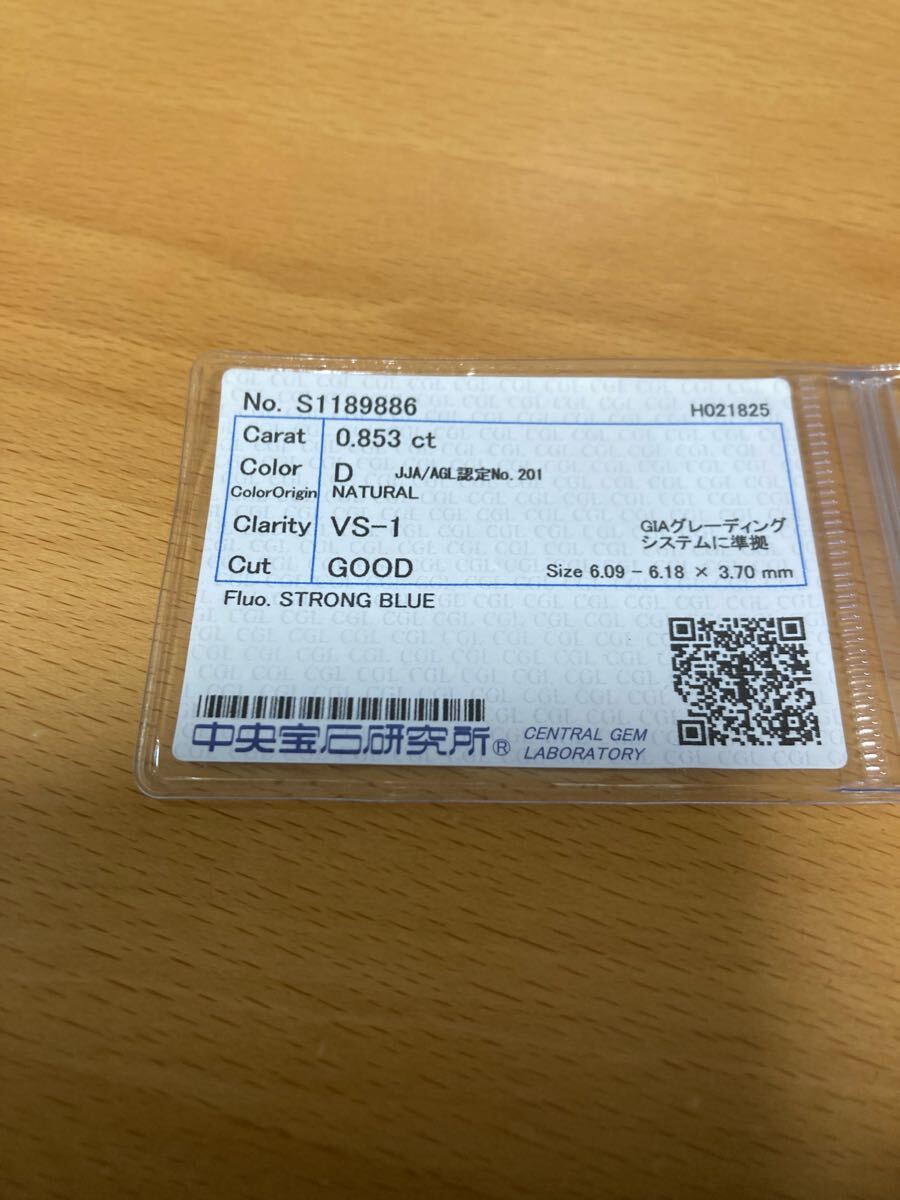 No. S1189886 H021825
Carat 0.853 ct
Color D JJA/AGL認定No.201
ColorOrigin NATURAL
Clarity VS-1 GIAグレーディング
システムに準拠
Cut GOOD Size 6.09 - 6.18 × 3.70 mm
Fluo. STRONG BLUE
中央宝石研究所® CENTRAL GEM
LABORATORY